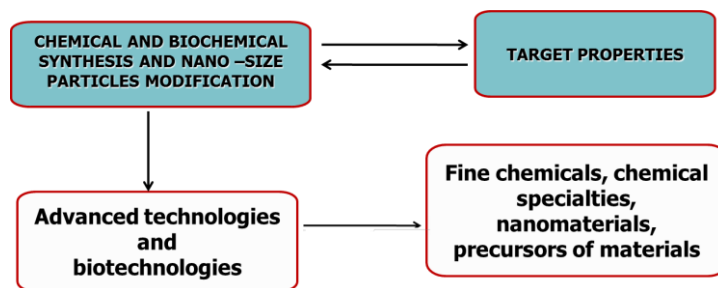 CHEMICAL AND BIOCHEMICAL
SYNTHESIS AND NANO –SIZE
PARTICLES MODIFICATION
TARGET PROPERTIES
Advanced technologies
and
biotechnologies
Fine chemicals, chemical
specialties,
nanomaterials,
precursors of materials